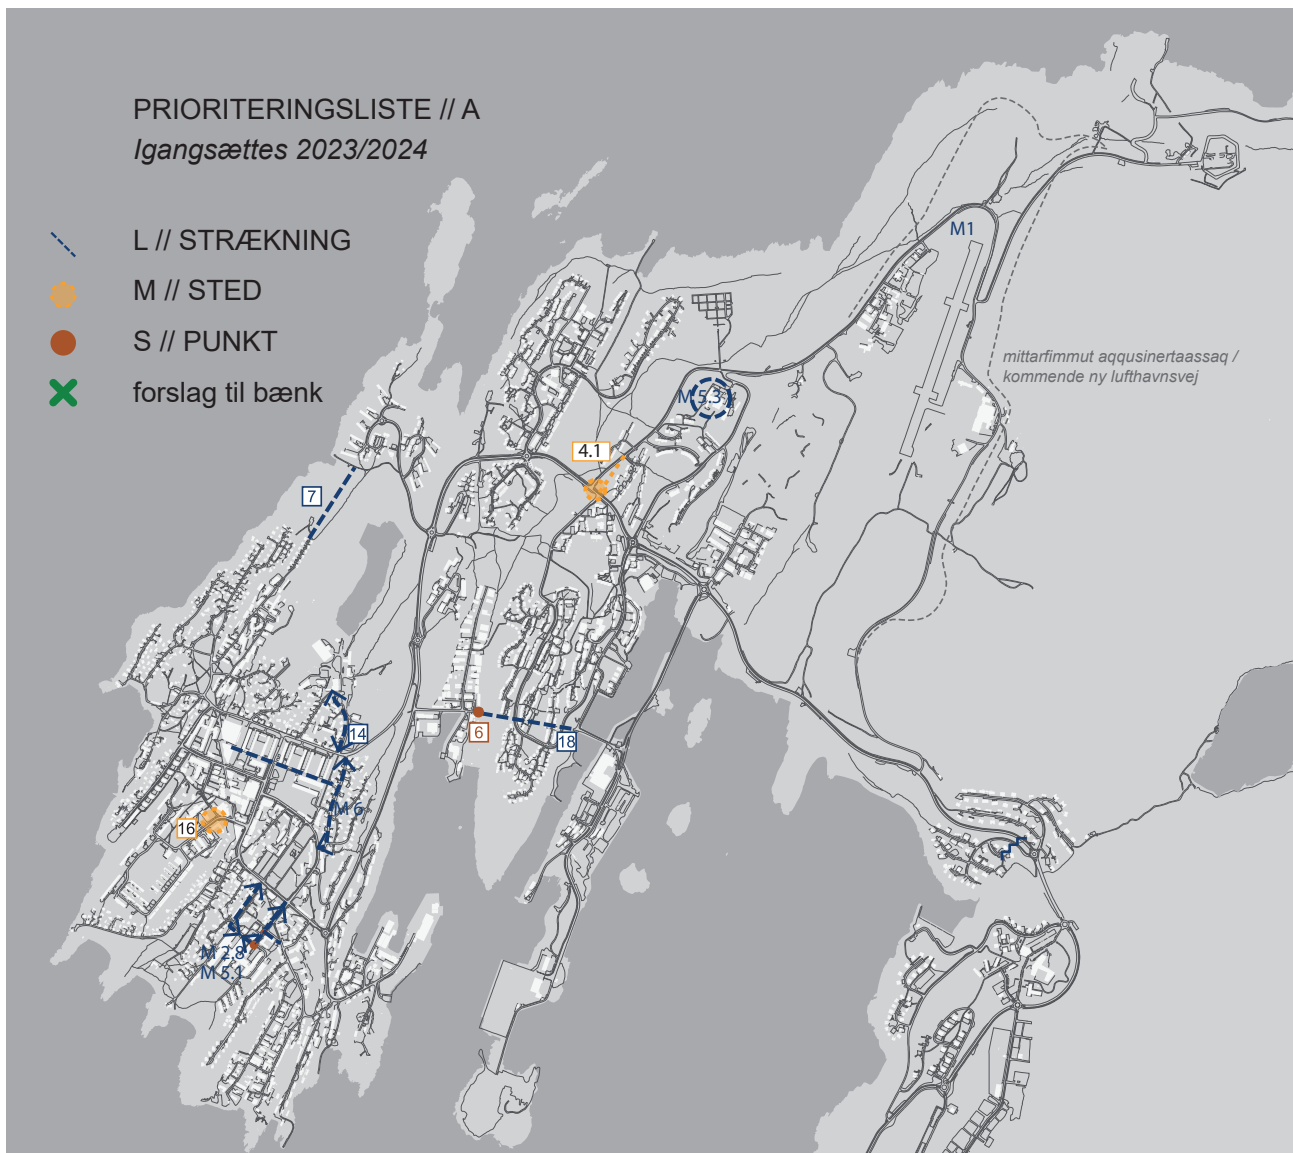 PRIORITERINGSLISTE // A
Igangsættes 2023/2024
L // STRÆKNING
M // STED
S // PUNKT
forslag til bænk
M1
mittarfimmut aqqusinertaassaq /
kommende ny lufthavnsvej
M 5.3
4.1
7
6
18
14
M 6
16
M 2.8
M 5.1